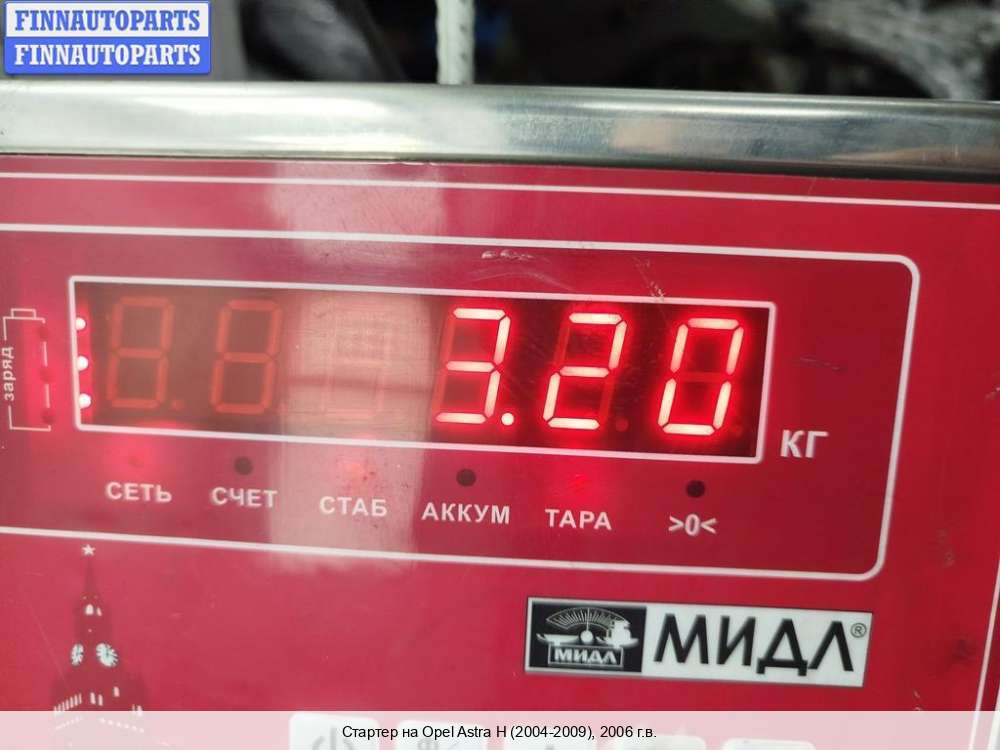 FINNAUTOPARTS
FINNAUTOPARTS
заряд
3.20
КГ
СЕТЬ СЧЕТ СТАБ АККУМ ТАРА >0<
МИДЛ
МИДЛ®
Стартер на Opel Astra H (2004-2009), 2006 г.в.